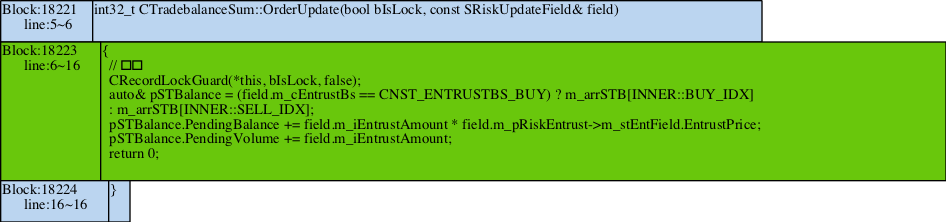 Block:18221
line:5~6
int32_t CTradebalanceSum::OrderUpdate(bool bIsLock, const SRiskUpdateField& field)
Block:18223
line:6~16
{
//
CRecordLockGuard(*this, bIsLock, false);
auto& pSTBalance = (field.m_cEntrustBs == CNST_ENTRUSTBS_BUY) ? m_arrSTB[INNER::BUY_IDX]
: m_arrSTB[INNER::SELL_IDX];
pSTBalance.PendingBalance += field.m_iEntrustAmount * field.m_pRiskEntrust->m_stEntField.EntrustPrice;
pSTBalance.PendingVolume += field.m_iEntrustAmount;
return 0;
Block:18224
line:16~16
}